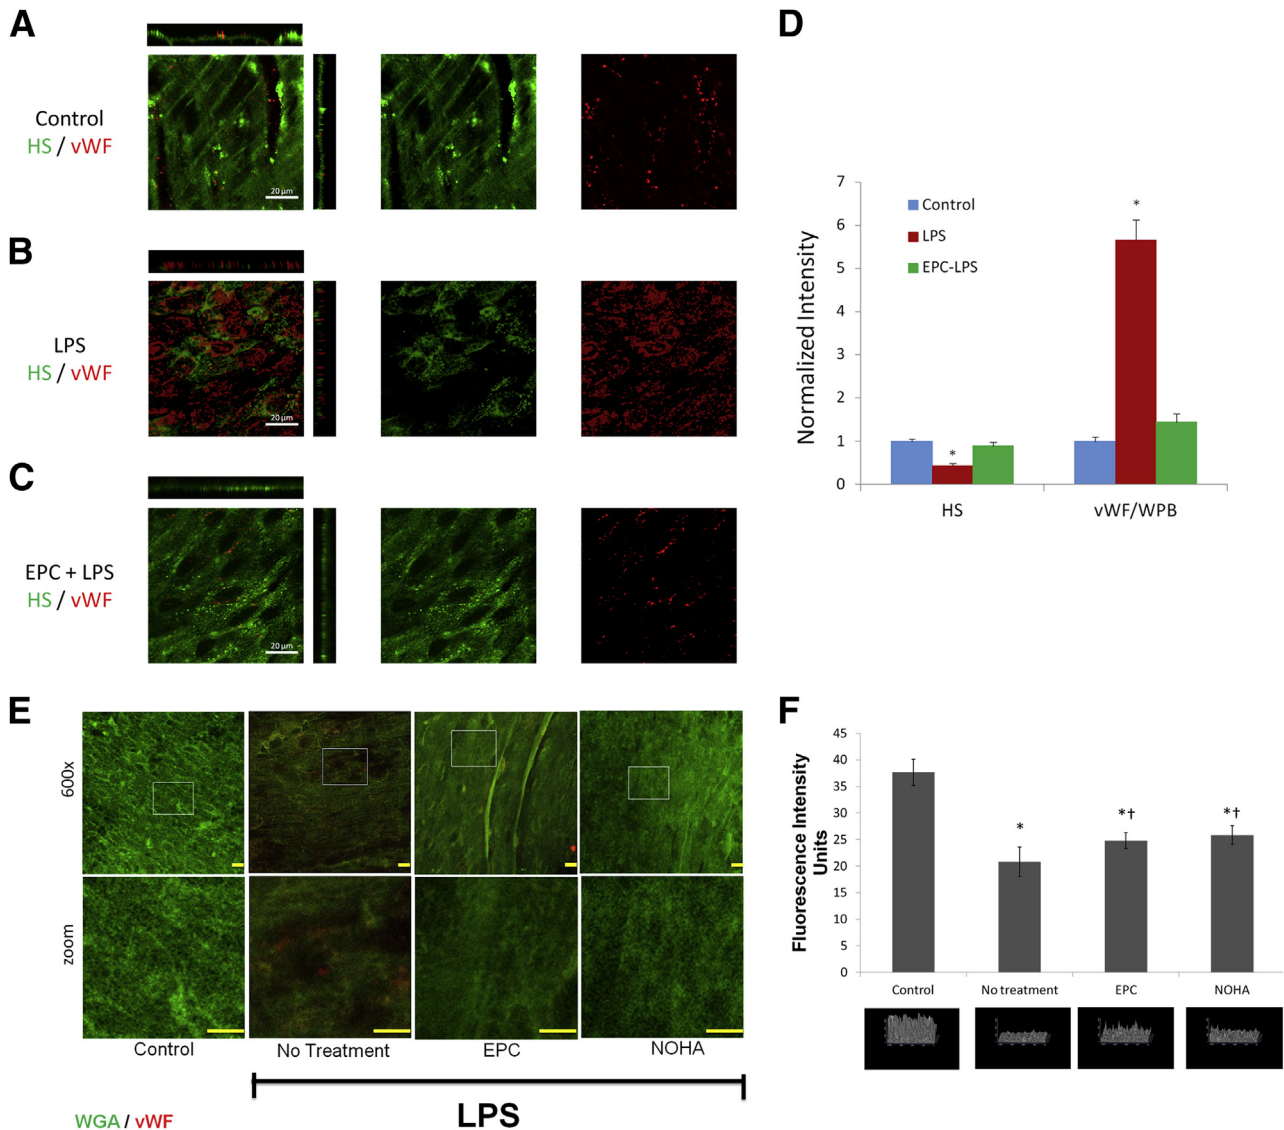 A
Control
HS / vWF
20 µm
B
LPS
HS / vWF
20 µm
C
EPC + LPS
HS / vWF
20 µm
D
Normalized Intensity
7
6
5
4
3
2
1
0
Control
LPS
EPC-LPS
*
*
HS
vWF/WPB
E
600x
zoom
Control
No Treatment
EPC
NOHA
LPS
WGA / vWF
F
Fluorescence Intensity
Units
45
40
35
30
25
20
15
10
5
0
*
*†
*†
Control
No treatment
EPC
NOHA